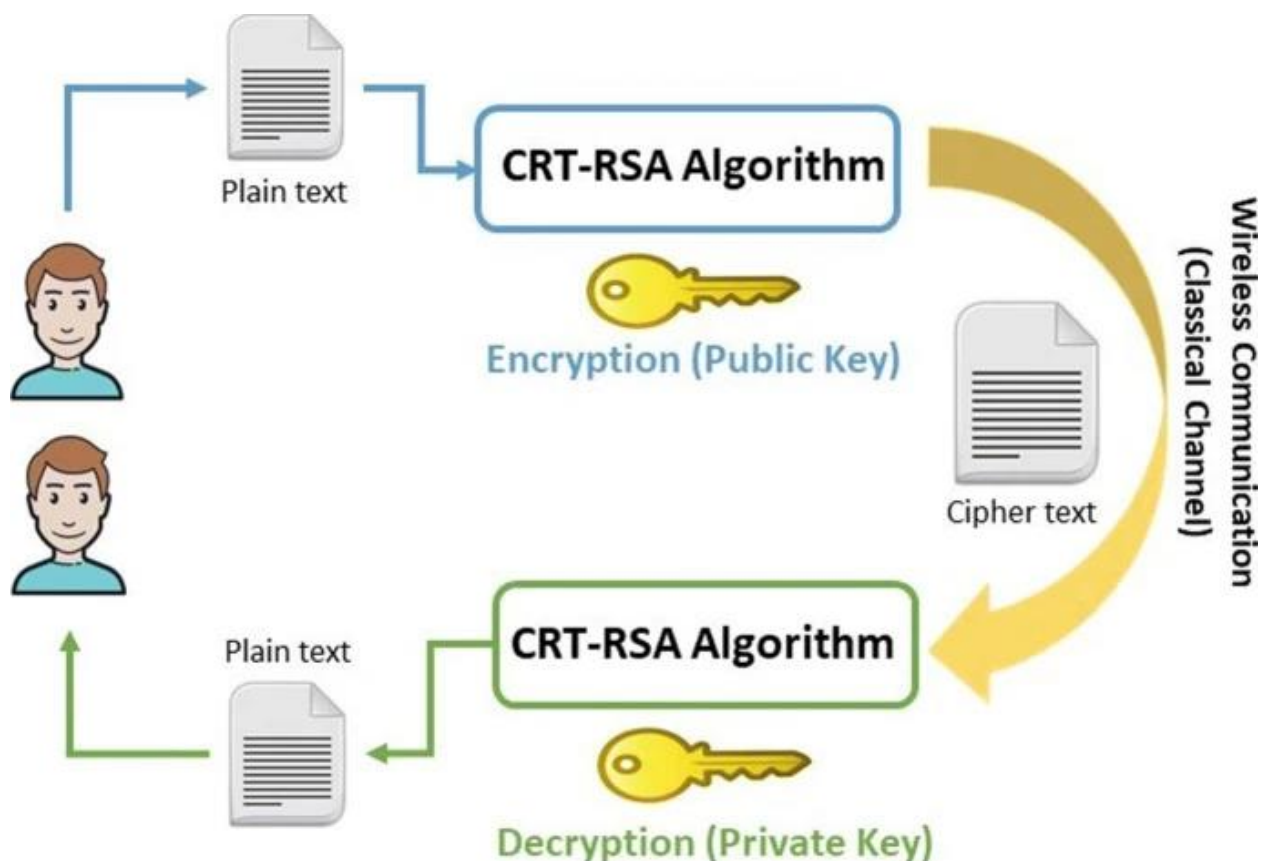 Plain text
CRT-RSA Algorithm
Encryption (Public Key)
Wireless Communication
(Classical Channel)
Cipher text
CRT-RSA Algorithm
Plain text
Decryption (Private Key)